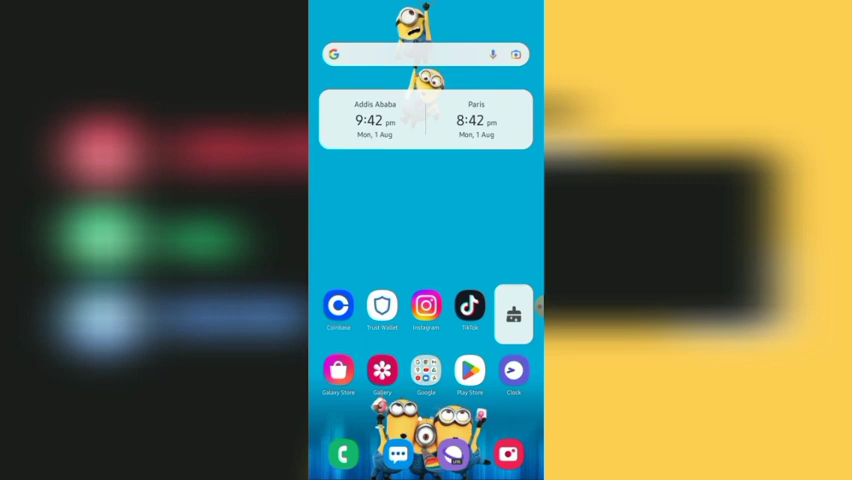 Addis Ababa
9:42 pm
Mon, 1 Aug
Paris
8:42 pm
Mon, 1 Aug
Coinbase
Trust Wallet
Instagram
TikTok
Galaxy Store
Gallery
Google
Play Store
Clock
LITE